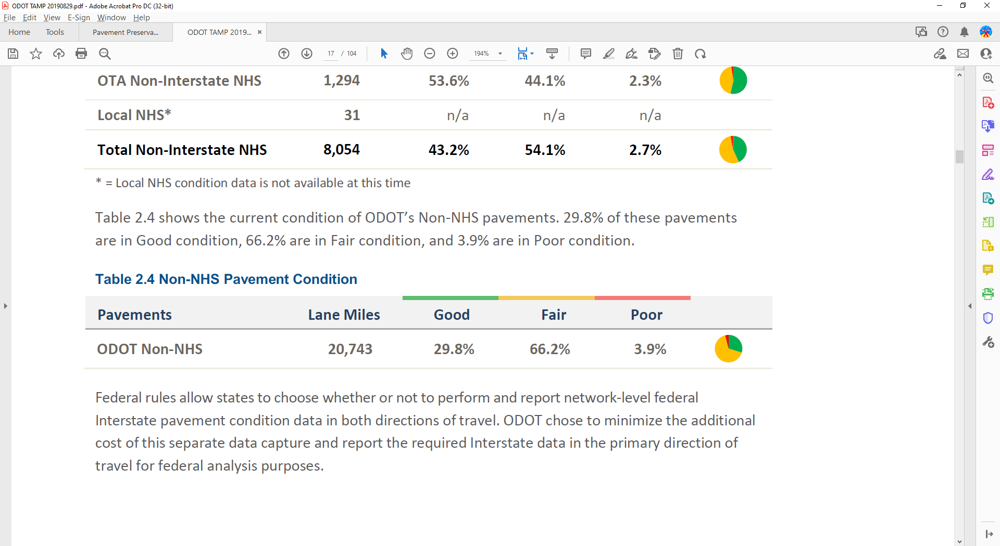 ODOT TAMP 20190829.pdf - Adobe Acrobat Pro DC (32-bit)
File Edit View E-Sign Window Help
Home Tools Pavement Preserva... ODOT TAMP 2019... ×
17 / 104 194%
OTA Non-Interstate NHS 1,294 53.6% 44.1% 2.3%
Local NHS* 31 n/a n/a n/a
Total Non-Interstate NHS 8,054 43.2% 54.1% 2.7%
* = Local NHS condition data is not available at this time
Table 2.4 shows the current condition of ODOT’s Non-NHS pavements. 29.8% of these pavements
are in Good condition, 66.2% are in Fair condition, and 3.9% are in Poor condition.
Table 2.4 Non-NHS Pavement Condition
Pavements Lane Miles Good Fair Poor
ODOT Non-NHS 20,743 29.8% 66.2% 3.9%
Federal rules allow states to choose whether or not to perform and report network-level federal
Interstate pavement condition data in both directions of travel. ODOT chose to minimize the additional
cost of this separate data capture and report the required Interstate data in the primary direction of
travel for federal analysis purposes.